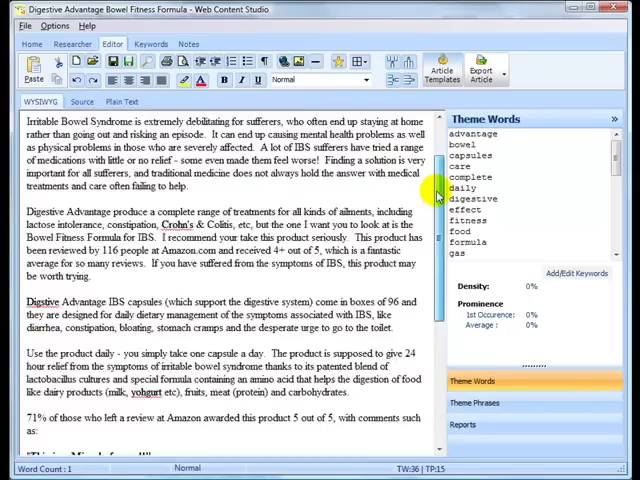 Digestive Advantage Bowel Fitness Formula - Web Content Studio
File Options Help
Home Researcher Editor Keywords Notes
Paste
Normal
Article Templates
Export Article
WYSIWYG Source Plain Text
Irritable Bowel Syndrome is extremely debilitating for sufferers, who often end up staying at home
rather than going out and risking an episode. It can end up causing mental health problems as well
as physical problems in those who are severely affected. A lot of IBS sufferers have tried a range
of medications with little or no relief - some even made them feel worse! Finding a solution is very
important for all sufferers, and traditional medicine does not always hold the answer with medical
treatments and care often failing to help.
Digestive Advantage produce a complete range of treatments for all kinds of ailments, including
lactose intolerance, constipation, Crohn's & Colitis, etc, but the one I want you to look at is the
Bowel Fitness Formula for IBS. I recommend your take this product seriously. This product has
been reviewed by 116 people at Amazon.com and received 4+ out of 5, which is a fantastic
average for so many reviews. If you have suffered from the symptoms of IBS, this product may
be worth trying.
Digstive Advantage IBS capsules (which support the digestive system) come in boxes of 96 and
they are designed for daily dietary management of the symptoms associated with IBS, like
diarrhea, constipation, bloating, stomach cramps and the desperate urge to go to the toilet.
Use the product daily - you simply take one capsule a day. The product is supposed to give 24
hour relief from the symptoms of irritable bowel syndrome thanks to its patented blend of
lactobacillus cultures and special formula containing an amino acid that helps the digestion of food
like dairy products (milk, yohgurt etc), fruits, meat (protein) and carbohydrates.
71% of those who left a review at Amazon awarded this product 5 out of 5, with comments such
as:
Theme Words
advantage
bowel
capsules
care
complete
daily
digestive
effect
fitness
food
formula
gas
Add/Edit Keywords
Density: 0%
Prominence
1st Occurence: 0%
Average : 0%
Theme Words
Theme Phrases
Reports
Word Count : 1 Normal TW:36 | TP:15